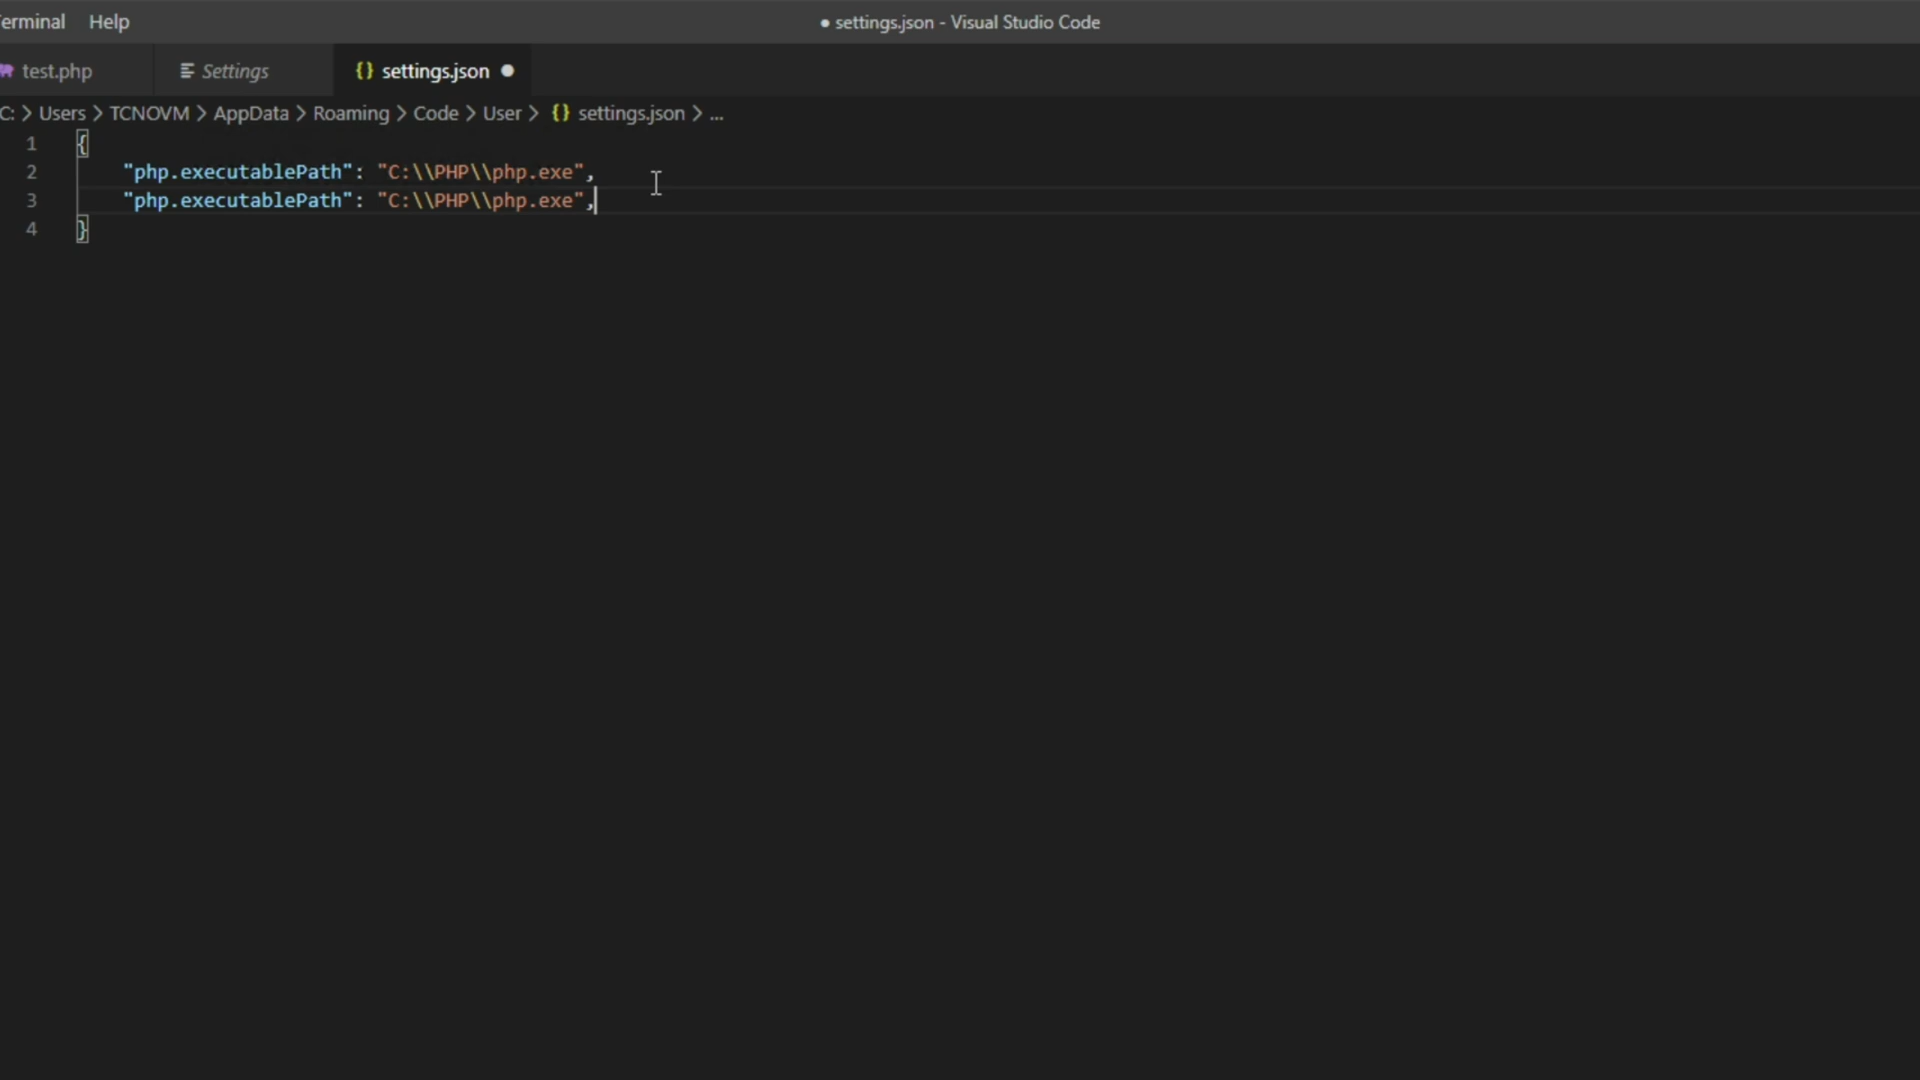 Help
● settings.json - Visual Studio Code
test.php
Settings
{} settings.json ●
C: > Users > TCNOVM > AppData > Roaming > Code > User > {} settings.json > ...
1 {
2 "php.executablePath": "C:\\PHP\\php.exe",
3 "php.executablePath": "C:\\PHP\\php.exe",
4 }